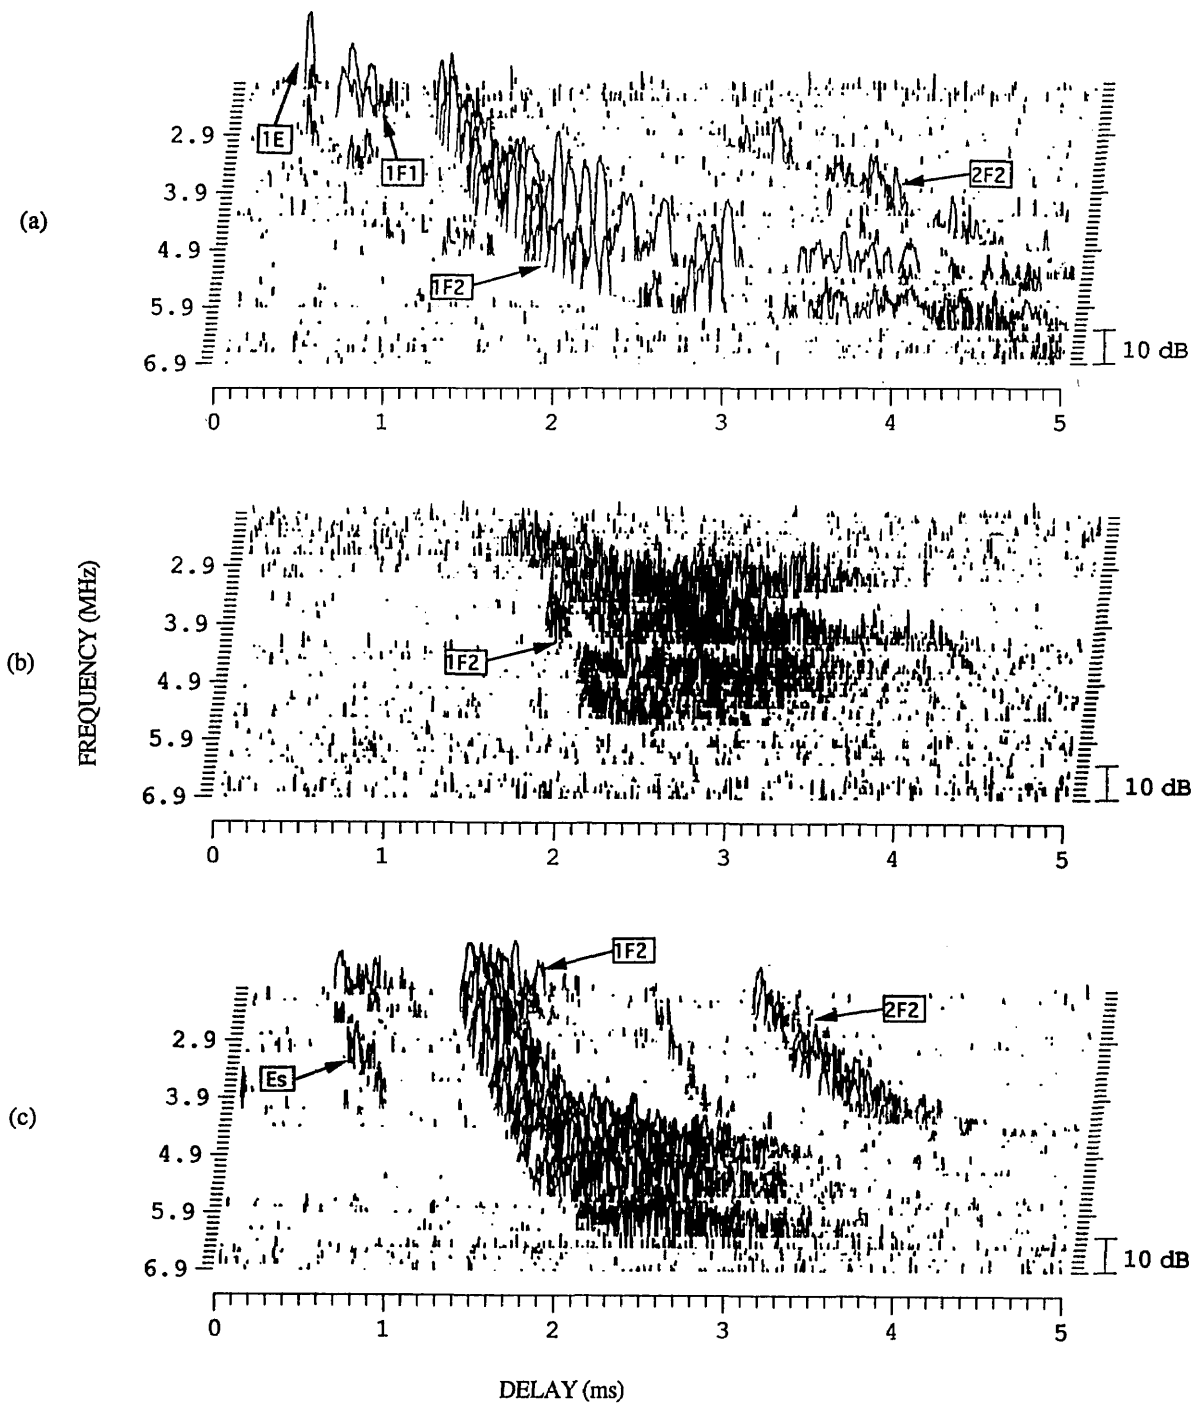 1E
1F1
2F2
1F2
2.9
3.9
4.9
5.9
6.9
10 dB
(a)
0 1 2 3 4 5
FREQUENCY (MHz)
2.9
3.9
4.9
5.9
6.9
1F2
10 dB
(b)
0 1 2 3 4 5
1F2
2F2
Es
2.9
3.9
4.9
5.9
6.9
10 dB
(c)
0 1 2 3 4 5
DELAY (ms)